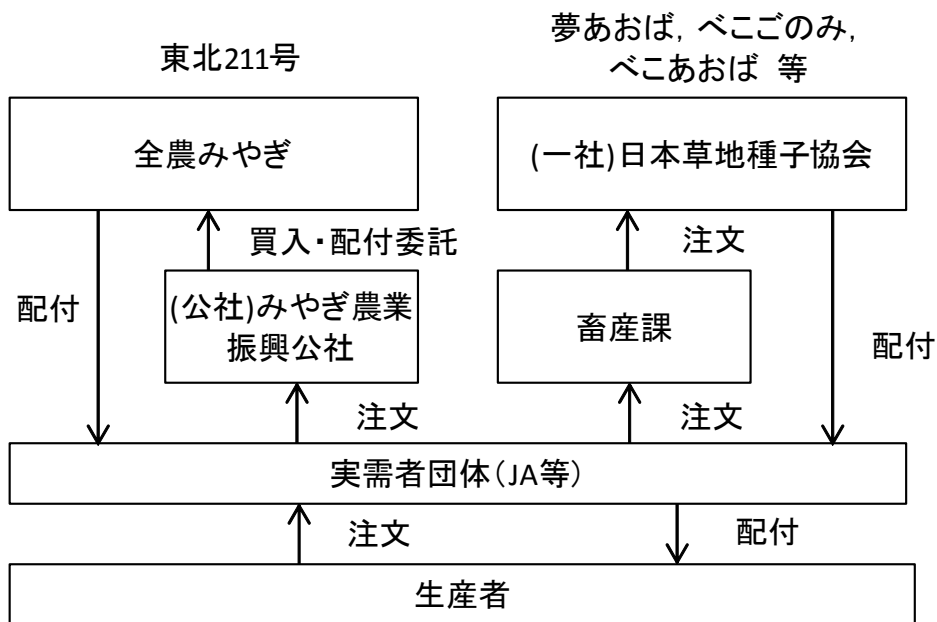 東北211号
夢あおば，べこごのみ，
べこあおば 等
全農みやぎ
(一社)日本草地種子協会
買入・配付委託
注文
配付
(公社)みやぎ農業
振興公社
畜産課
配付
注文
注文
実需者団体（JA等）
注文
配付
生産者